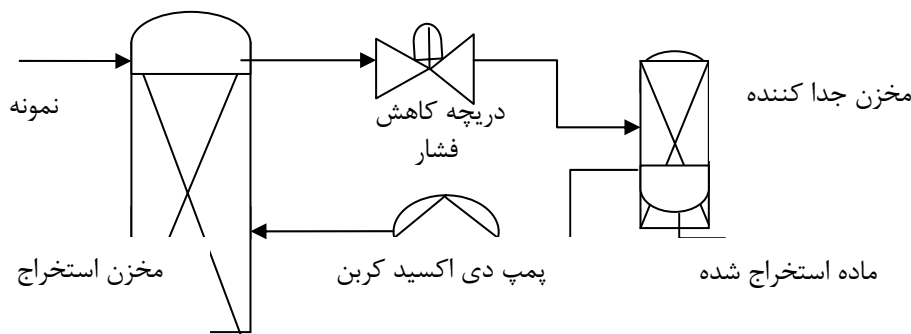 نمونه
دریچه کاهش
فشار
مخزن جدا کننده
مخزن استخراج
پمپ دی اکسید کربن
ماده استخراج شده